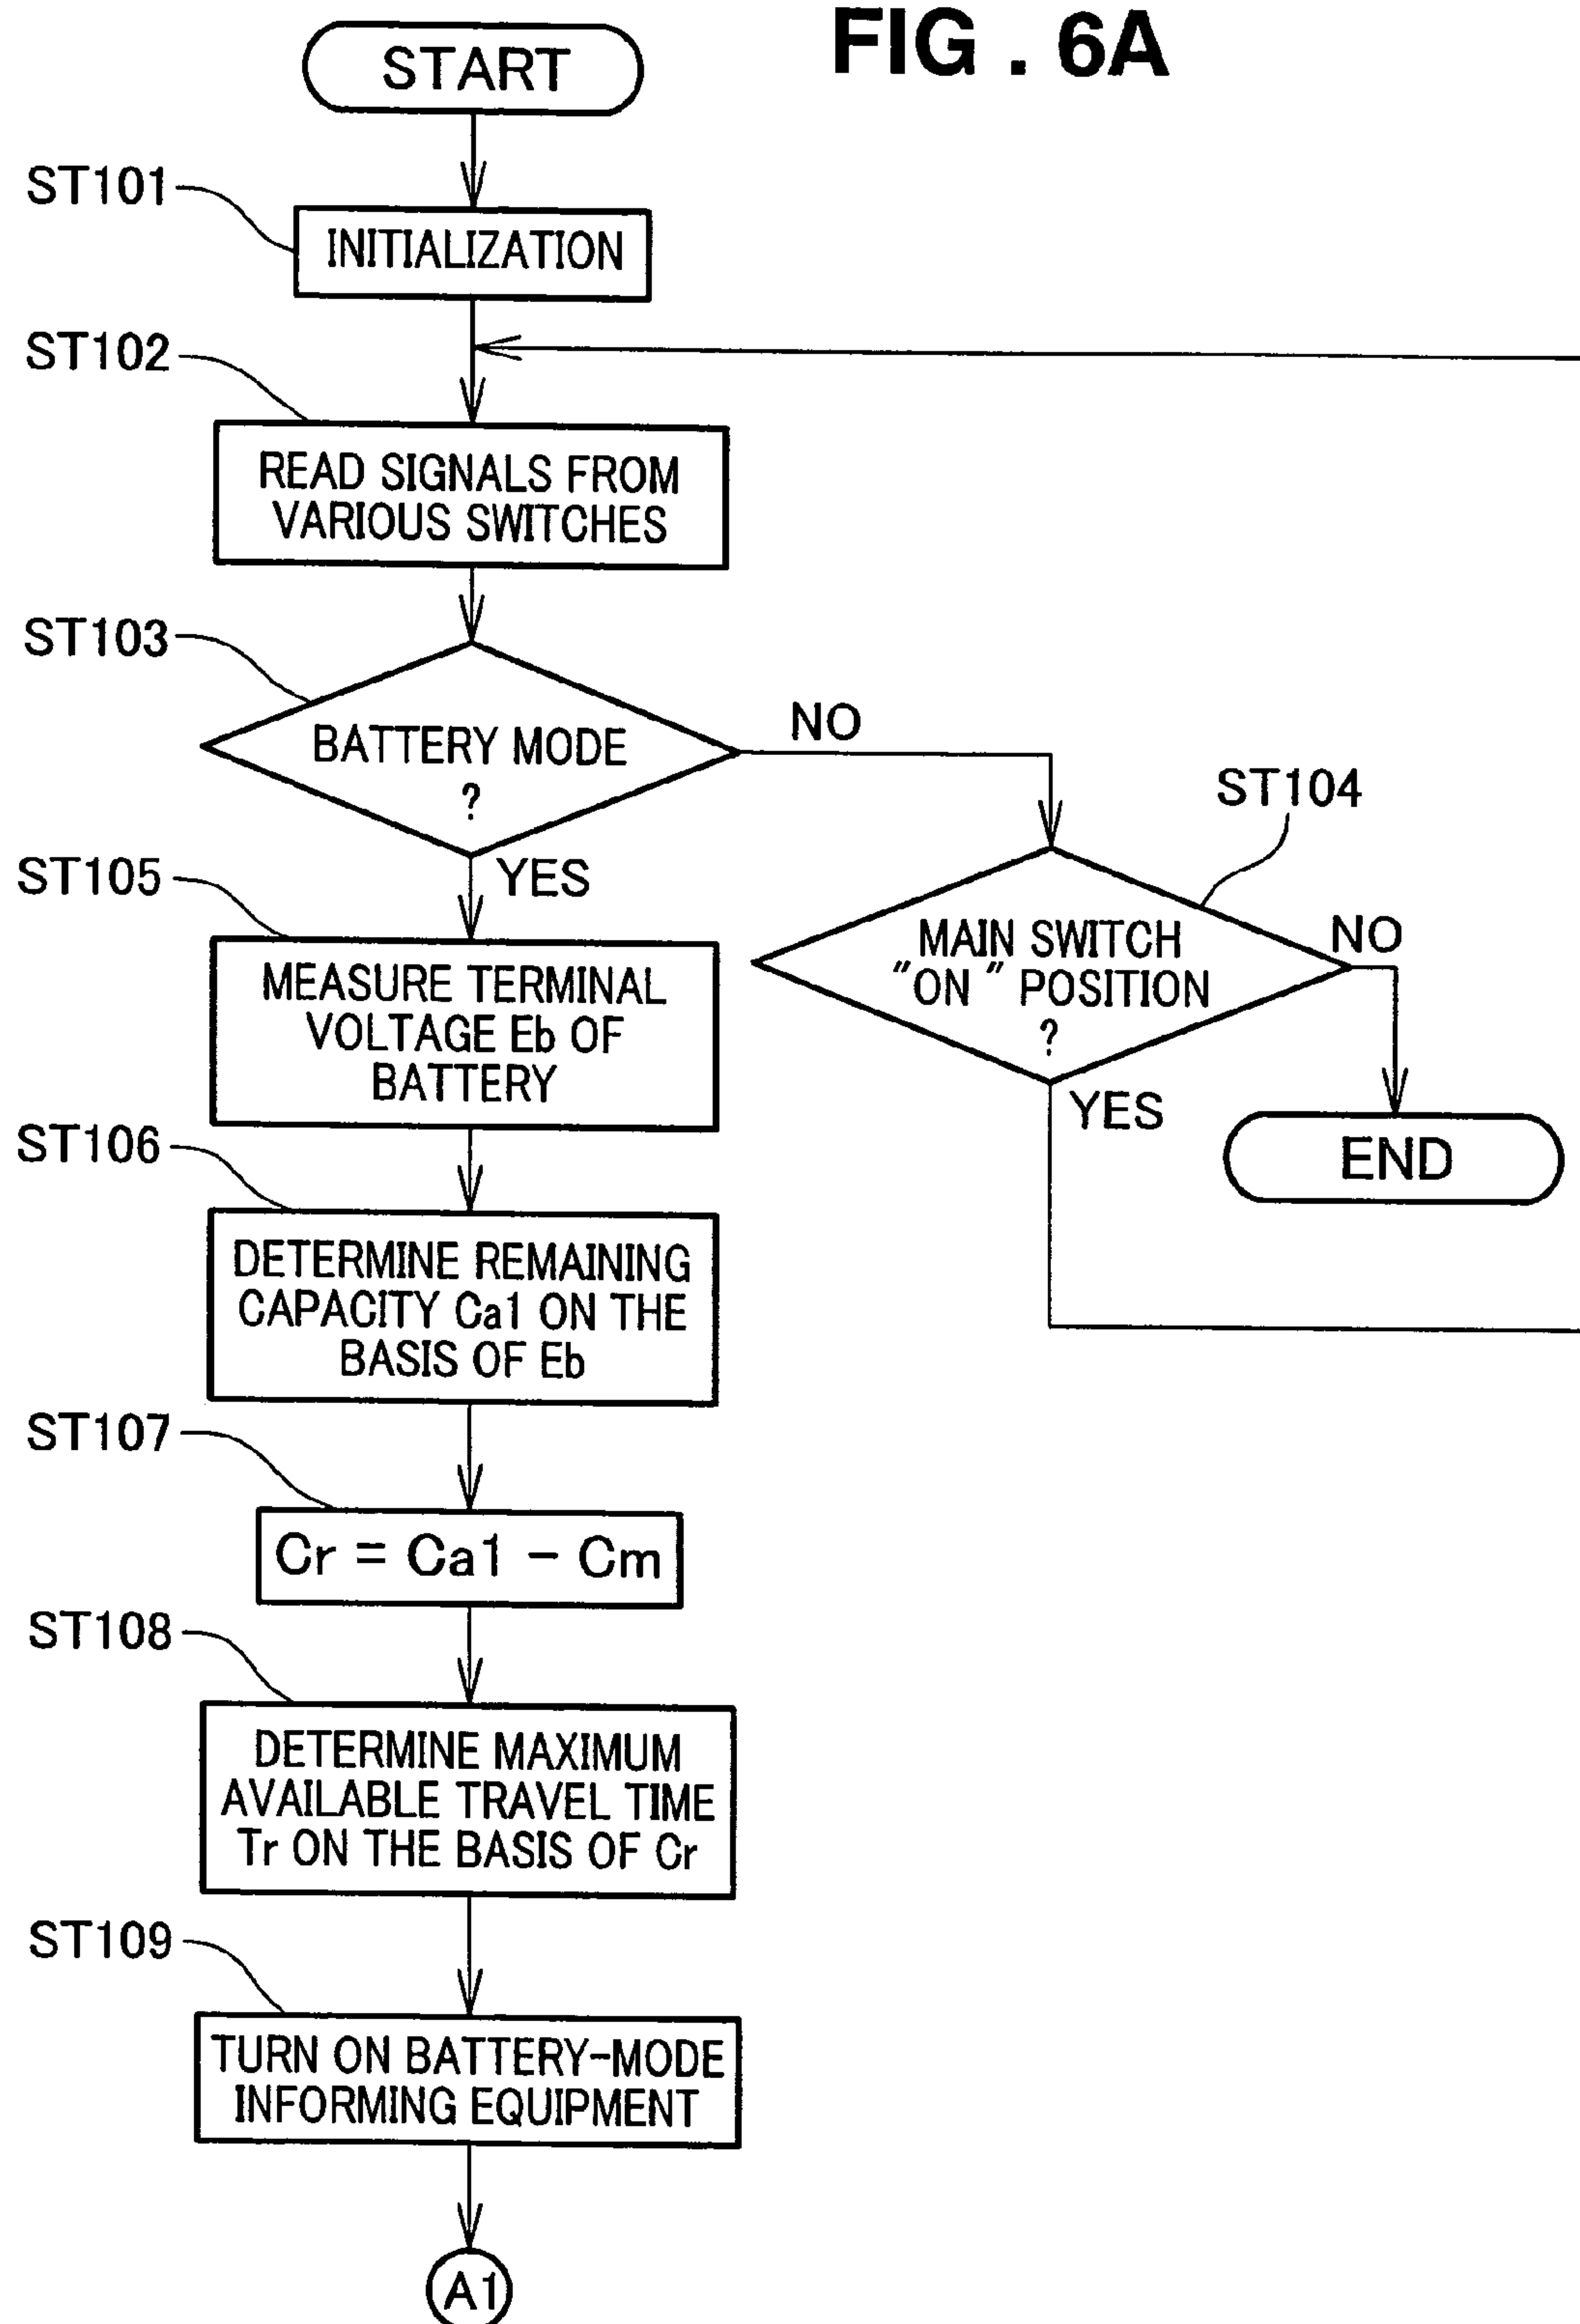 FIG . 6A
START
ST101
INITIALIZATION
ST102
READ SIGNALS FROM
VARIOUS SWITCHES
ST103
BATTERY MODE
?
NO
YES
ST104
MAIN SWITCH
"ON" POSITION
?
NO
YES
END
ST105
MEASURE TERMINAL
VOLTAGE Eb OF
BATTERY
ST106
DETERMINE REMAINING
CAPACITY Ca1 ON THE
BASIS OF Eb
ST107
Cr = Ca1 - Cm
ST108
DETERMINE MAXIMUM
AVAILABLE TRAVEL TIME
Tr ON THE BASIS OF Cr
ST109
TURN ON BATTERY-MODE
INFORMING EQUIPMENT
A1